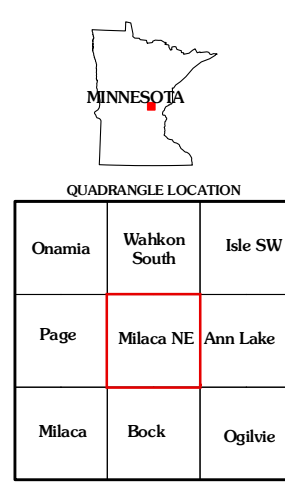 MINNESOTA
QUADRANGLE LOCATION
Onamia
Wahkon
South
Isle SW
Page
Milaca NE
Ann Lake
Milaca
Bock
Ogilvie